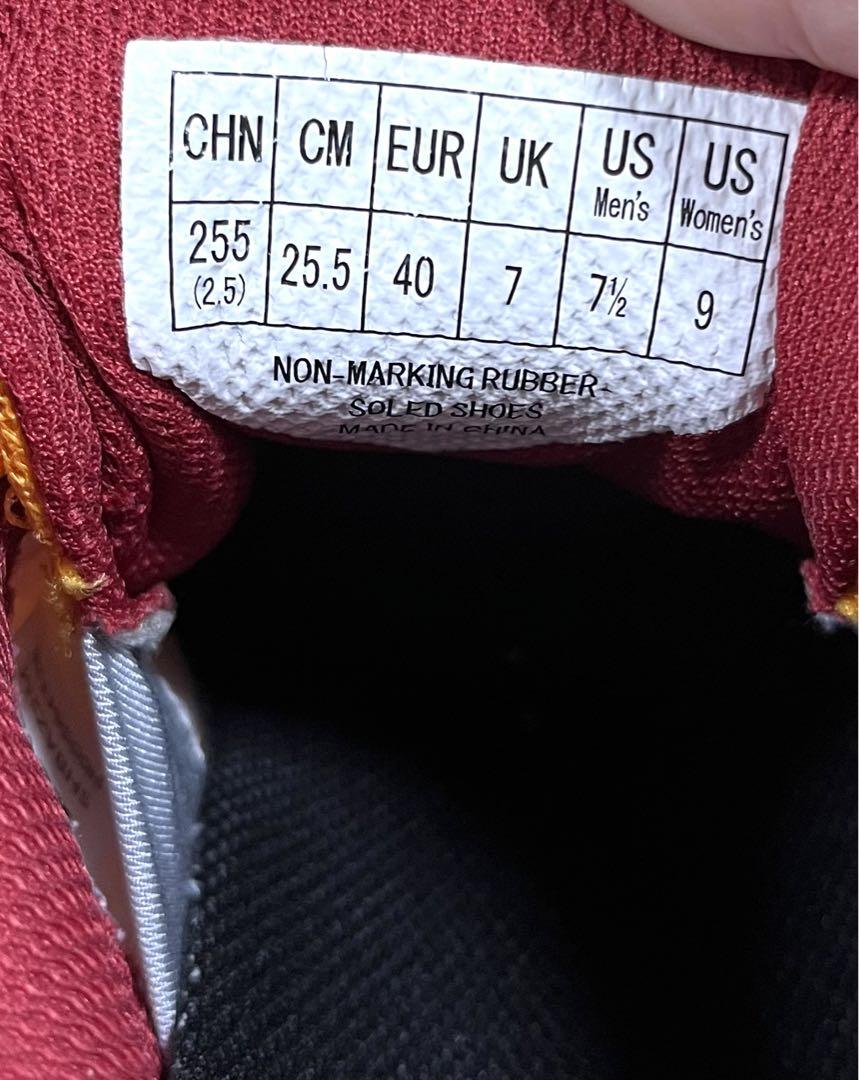 CHN CM EUR UK US Men's US Women's
255 (2.5) 25.5 40 7 7½ 9
NON-MARKING RUBBER-
SOLED SHOES
MADE IN CHINA